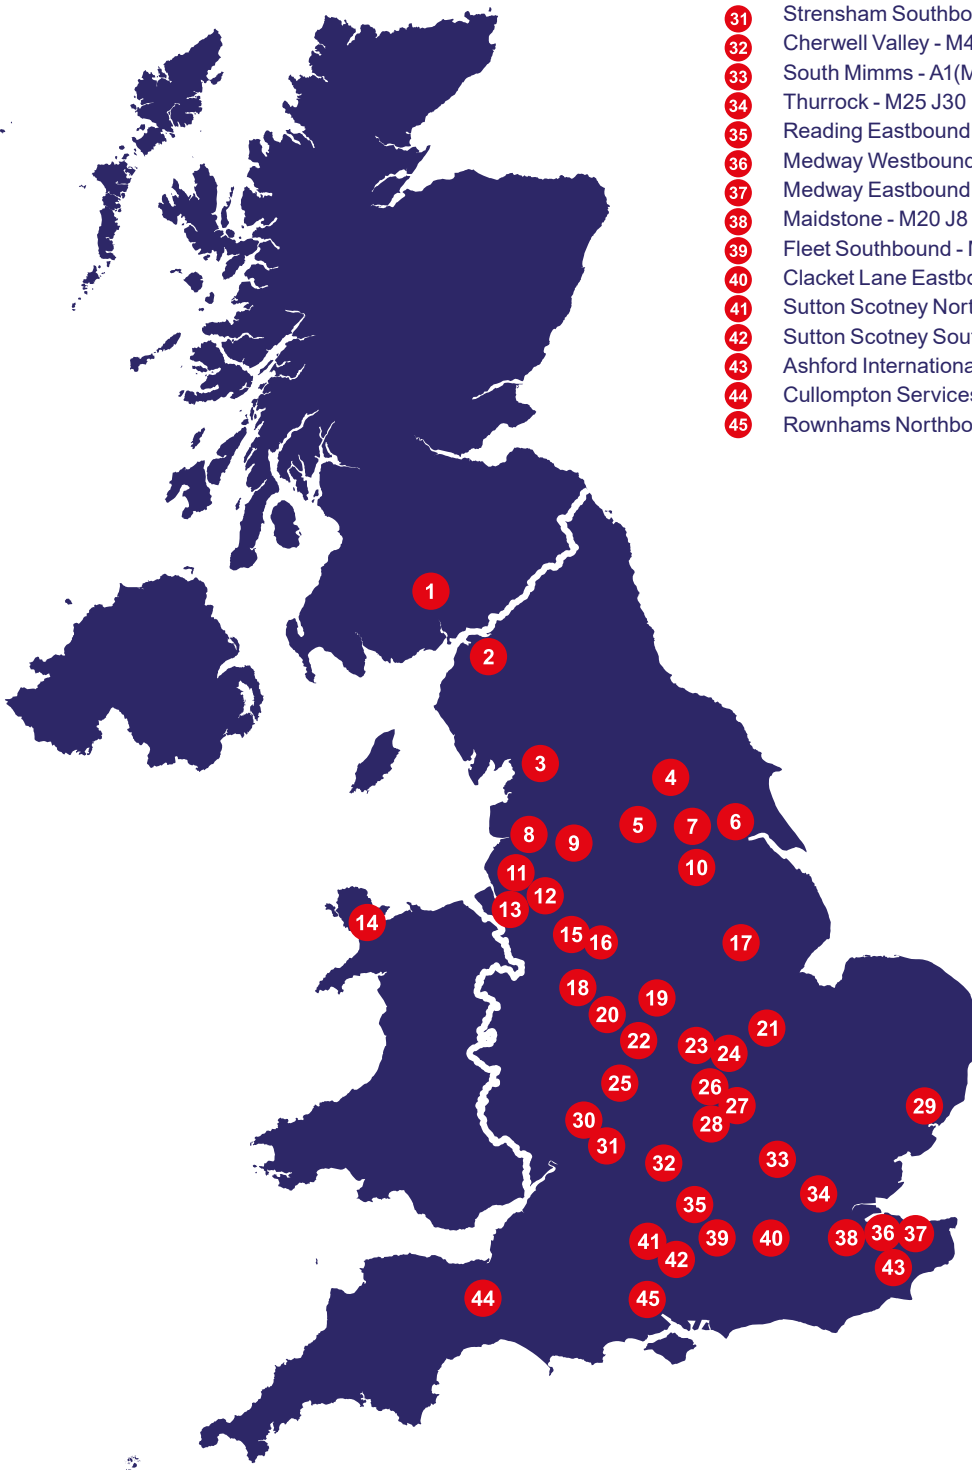 31 Strensham Southbo
32 Cherwell Valley - M4
33 South Mimms - A1(M
34 Thurrock - M25 J30
35 Reading Eastbound
36 Medway Westbound
37 Medway Eastbound
38 Maidstone - M20 J8
39 Fleet Southbound - M
40 Clacket Lane Eastbo
41 Sutton Scotney Nort
42 Sutton Scotney Sout
43 Ashford Internationa
44 Cullompton Services
45 Rownhams Northbo
1
2
3
4
5 7 6
8 9
10
11
12
13
14
15 16 17
18 19
20
21
22 23 24
25 26
27 29
30 28
31
32 33
34
35
41 39 40 38 36 37
42
43
44 45